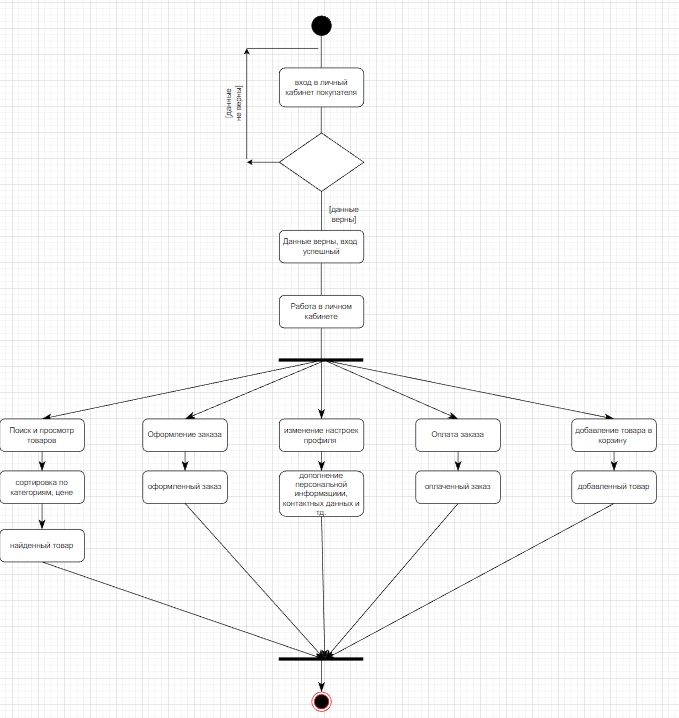 вход в личный
кабинет покупателя
[данные
не верны]
[данные
верны]
Данные верны, вход
успешный
Работа в личном
кабинете
Поиск и просмотр
товаров
Оформление заказа
изменение настроек
профиля
Оплата заказа
добавление товара в
корзину
сортировка по
категориям, цене
оформленный заказ
дополнение
персональной
информациии,
контактных данных и
тд.
оплаченный заказ
добавленный товар
найденный товар